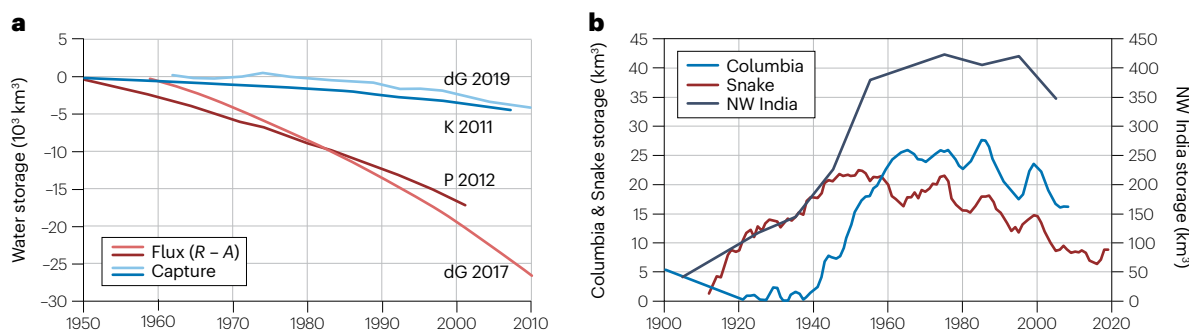 a
5
0
–5
–10
–15
–20
–25
–30
Water storage (10³ km³)
dG 2019
K 2011
P 2012
dG 2017
Flux (R – A)
Capture
1950 1960 1970 1980 1990 2000 2010
b
45
40
35
30
25
20
15
10
5
0
Columbia & Snake storage (km³)
Columbia
Snake
NW India
450
400
350
300
250
200
150
100
50
0
NW India storage (km³)
1900 1920 1940 1960 1980 2000 2020